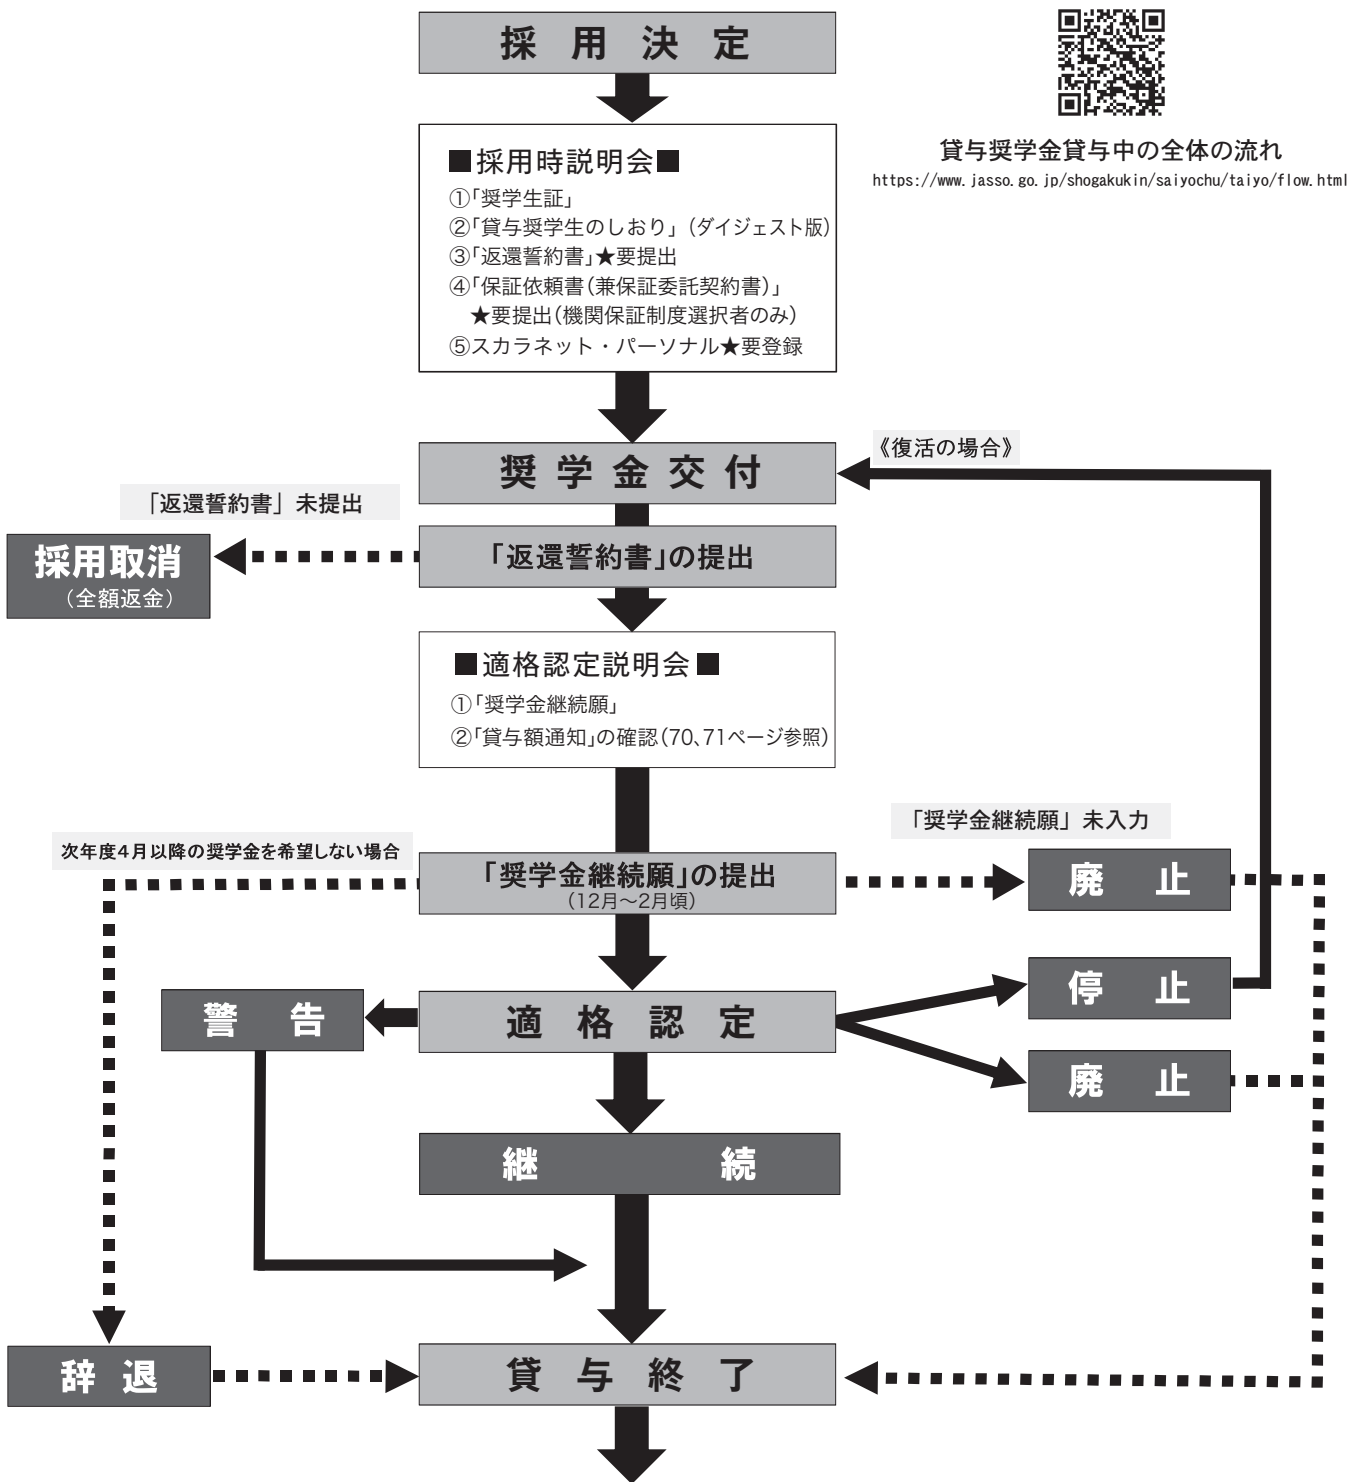 採用決定
貸与奨学金貸与中の全体の流れ
https://www.jasso.go.jp/shogakukin/saiyochu/taiyo/flow.html
■採用時説明会■
①「奨学生証」
②「貸与奨学生のしおり」(ダイジェスト版)
③「返還誓約書」★要提出
④「保証依頼書(兼保証委託契約書)」
★要提出(機関保証制度選択者のみ)
⑤スカラネット・パーソナル★要登録
《復活の場合》
奨学金交付
「返還誓約書」未提出
採用取消
(全額返金)
「返還誓約書」の提出
■適格認定説明会■
①「奨学金継続願」
②「貸与額通知」の確認(70、71ページ参照)
「奨学金継続願」未入力
次年度4月以降の奨学金を希望しない場合
「奨学金継続願」の提出
(12月〜2月頃)
廃止
停止
警告
適格認定
廃止
継続
辞退
貸与終了